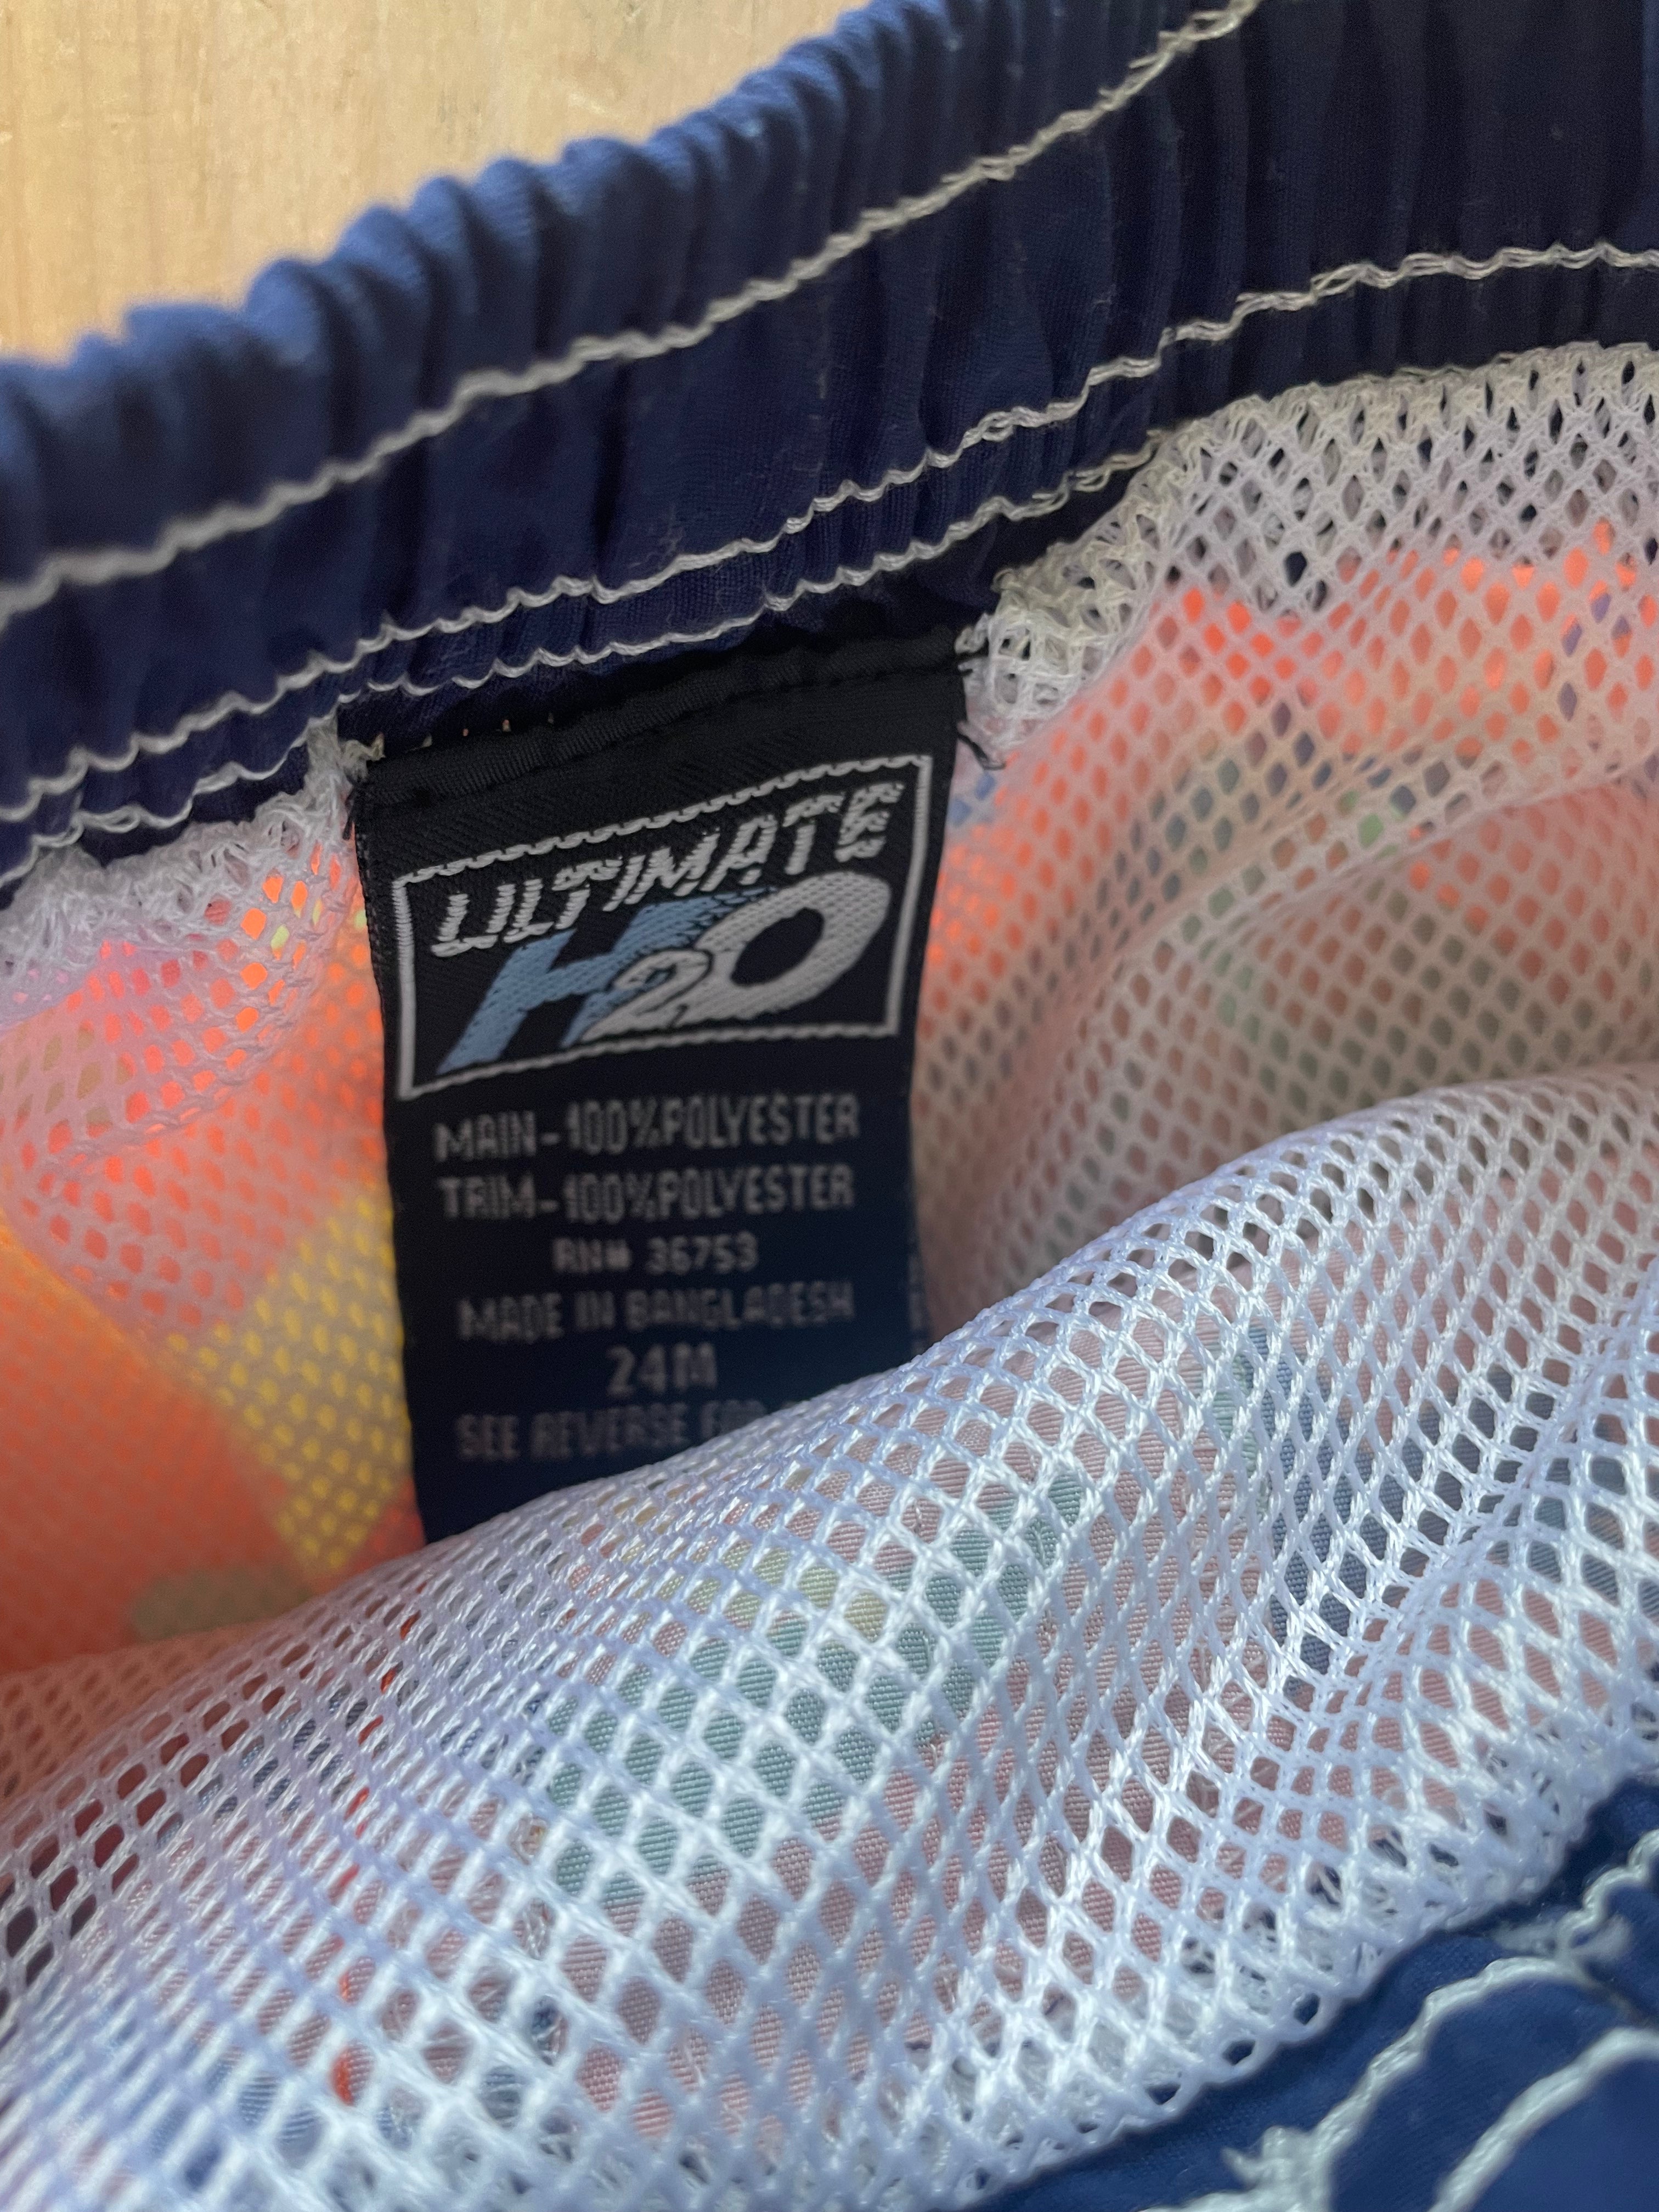 ULTIMATE
H2O
MAIN-100%POLYESTER
TRIM-100%POLYESTER
RN# 36753
MADE IN BANGLADESH
24M
SEE REVERSE FOR